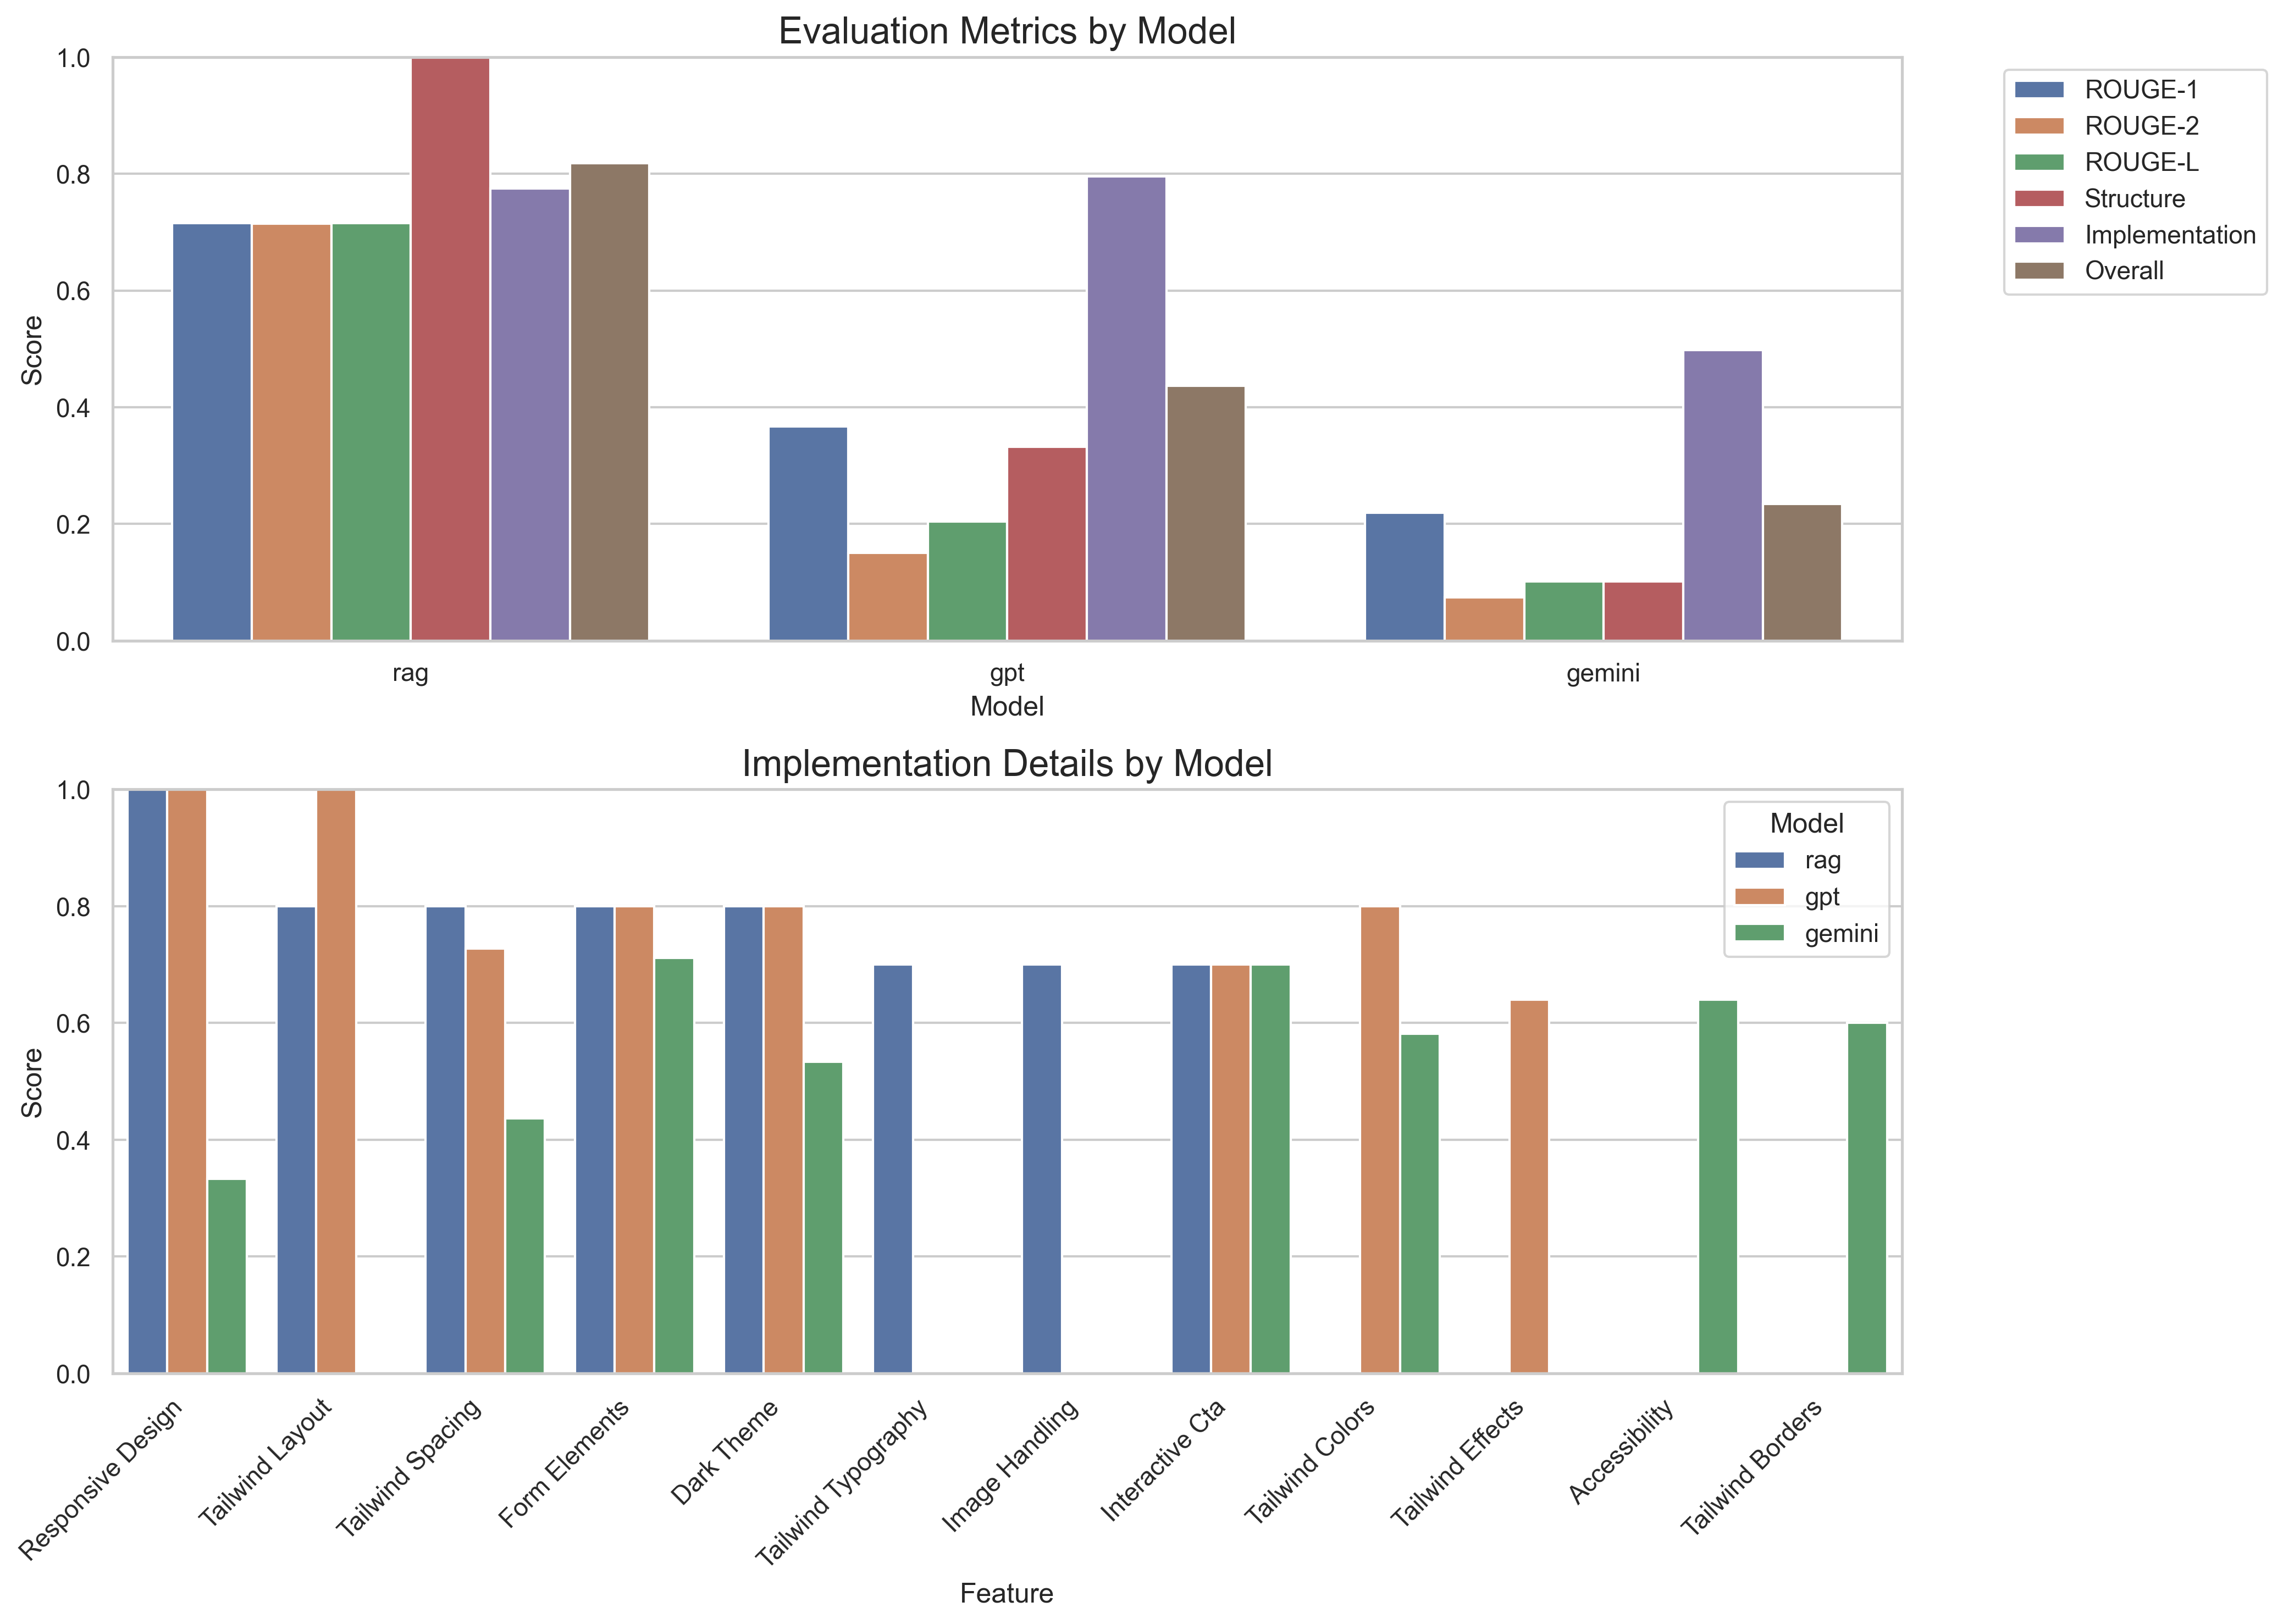 Evaluation Metrics by Model
1.0
0.8
0.6
0.4
0.2
0.0
Score
rag
gpt
gemini
Model
ROUGE-1
ROUGE-2
ROUGE-L
Structure
Implementation
Overall
Implementation Details by Model
1.0
0.8
0.6
0.4
0.2
0.0
Score
Model
rag
gpt
gemini
Responsive Design
Tailwind Layout
Tailwind Spacing
Form Elements
Dark Theme
Tailwind Typography
Image Handling
Interactive Cta
Tailwind Colors
Tailwind Effects
Accessibility
Tailwind Borders
Feature